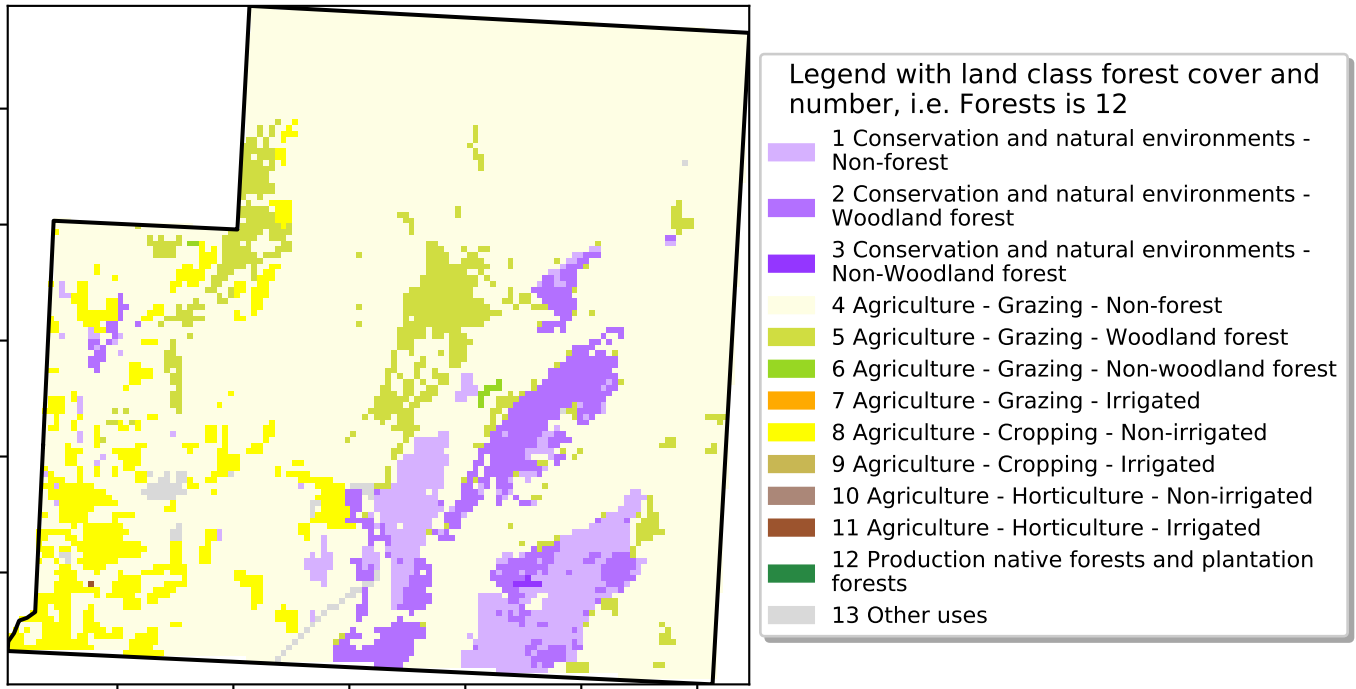 Legend with land class forest cover and
number, i.e. Forests is 12
1 Conservation and natural environments -
Non-forest
2 Conservation and natural environments -
Woodland forest
3 Conservation and natural environments -
Non-Woodland forest
4 Agriculture - Grazing - Non-forest
5 Agriculture - Grazing - Woodland forest
6 Agriculture - Grazing - Non-woodland forest
7 Agriculture - Grazing - Irrigated
8 Agriculture - Cropping - Non-irrigated
9 Agriculture - Cropping - Irrigated
10 Agriculture - Horticulture - Non-irrigated
11 Agriculture - Horticulture - Irrigated
12 Production native forests and plantation
forests
13 Other uses